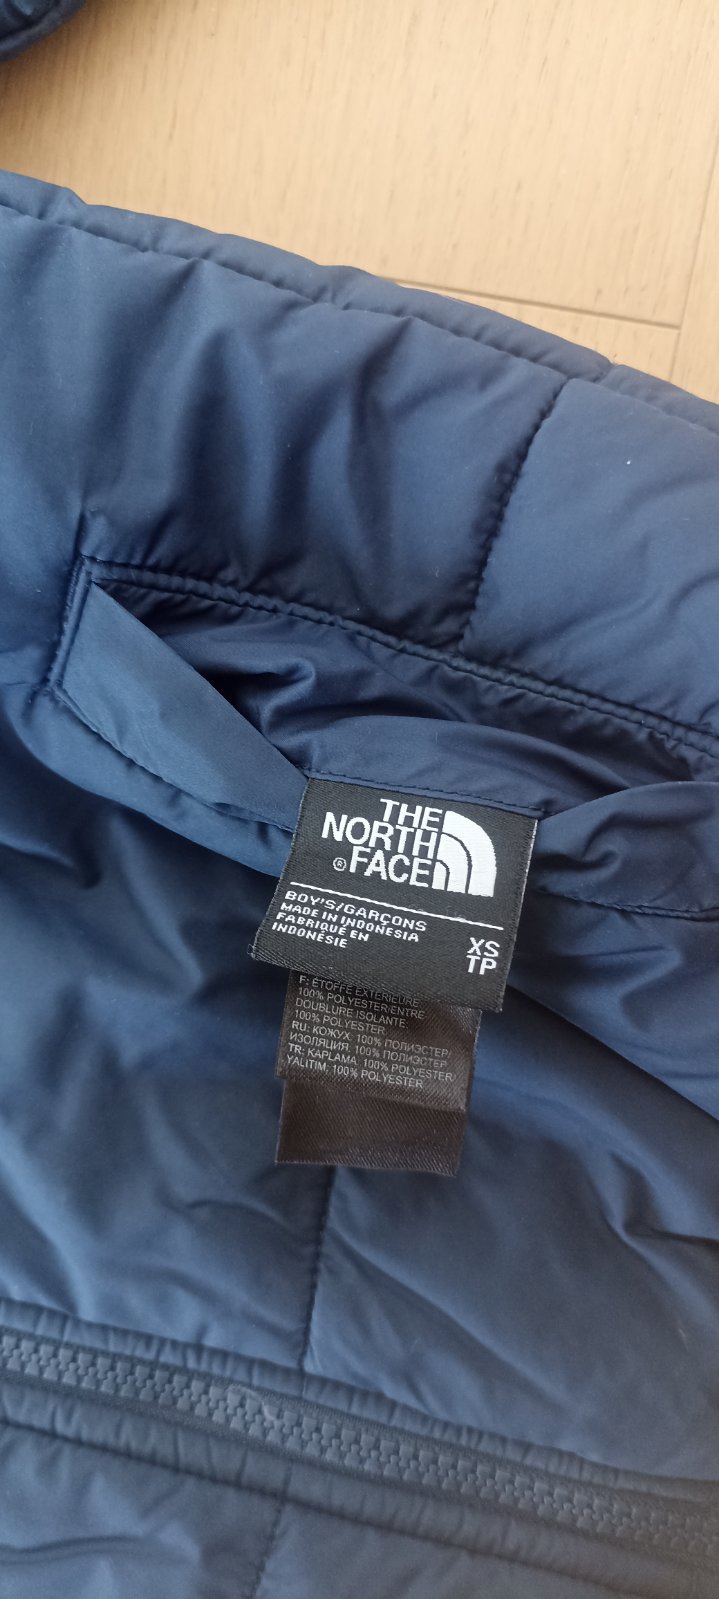 THE
NORTH
FACE
®
BOY'S/GARÇONS
MADE IN INDONESIA
FABRIQUÉ EN
INDONÉSIE
XS
TP
F: ÉTOFFE EXTÉRIEURE
100% POLYESTER/ENTRE
DOUBLURE ISOLANTE:
100% POLYESTER
RU: КОЖУХ: 100% ПОЛИЭСТЕР/
ИЗОЛЯЦИЯ: 100% ПОЛИЭСТЕР
TR: KAPLAMA: 100% POLYESTER/
YALITIM: 100% POLYESTER